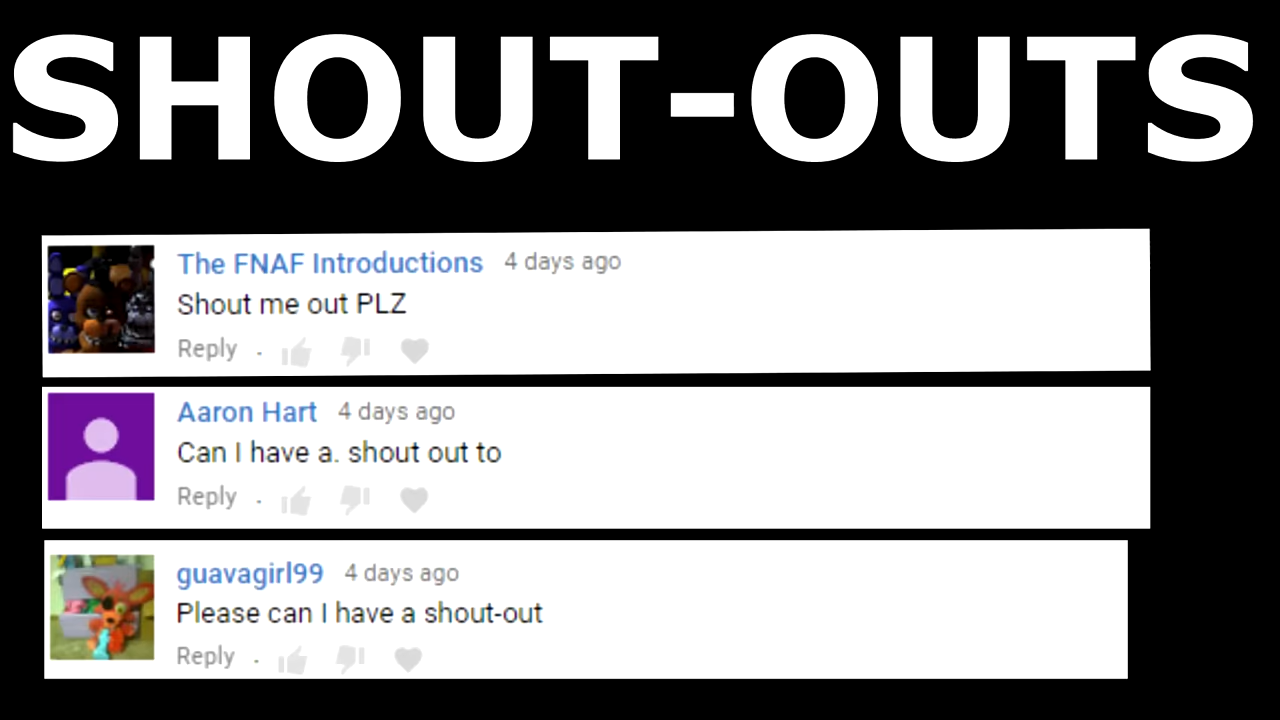 SHOUT-OUTS
The FNAF Introductions 4 days ago
Shout me out PLZ
Reply .
Aaron Hart 4 days ago
Can I have a. shout out to
Reply .
guavagirl99 4 days ago
Please can I have a shout-out
Reply .